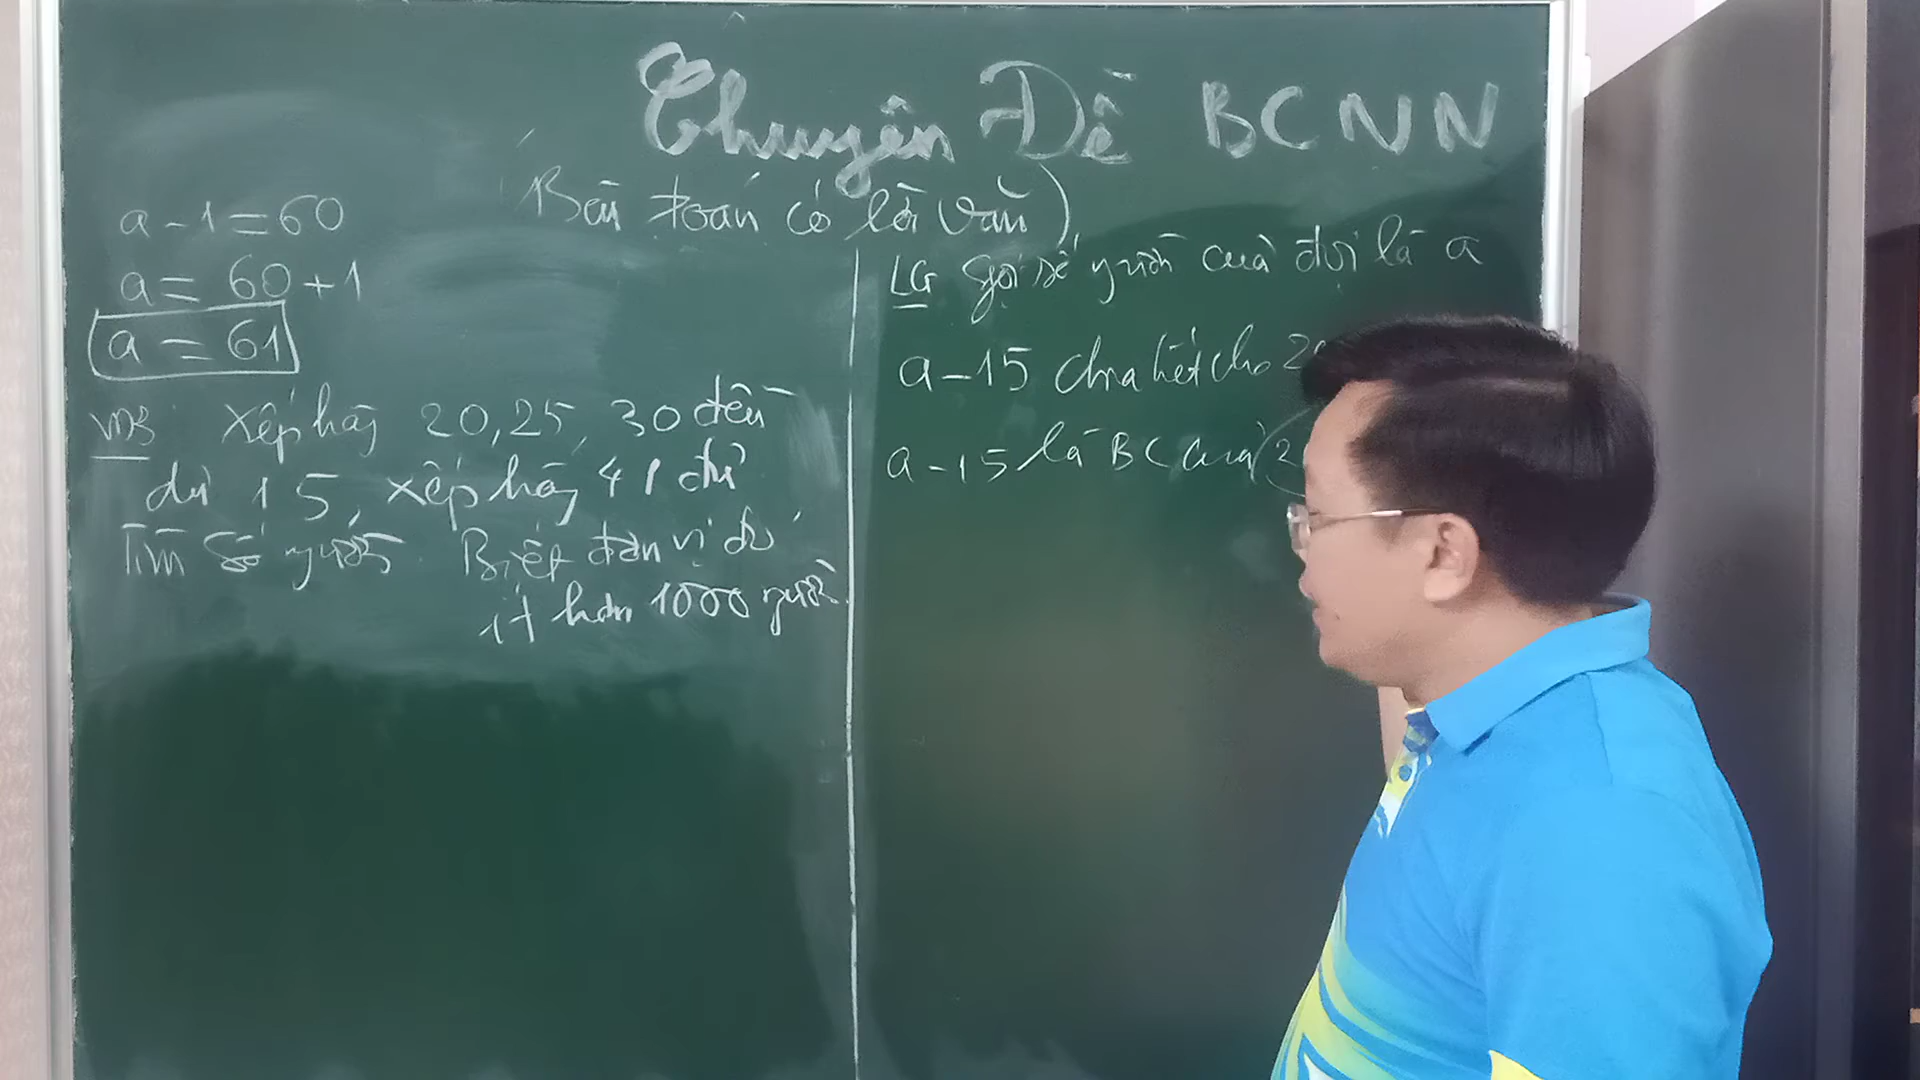 Chuyên Đề BCNN
(Bài toán có lời văn)
a - 1 = 60
a = 60 + 1
a = 61
VD3 Xếp hàng 20, 25, 30 đều
dư 15, xếp hàng 41 đủ
Tìm số người. Biết đơn vị đó
ít hơn 1000 người.
LG Gọi số người của đội là a
a - 15 chia hết cho
a - 15 là BC của (2